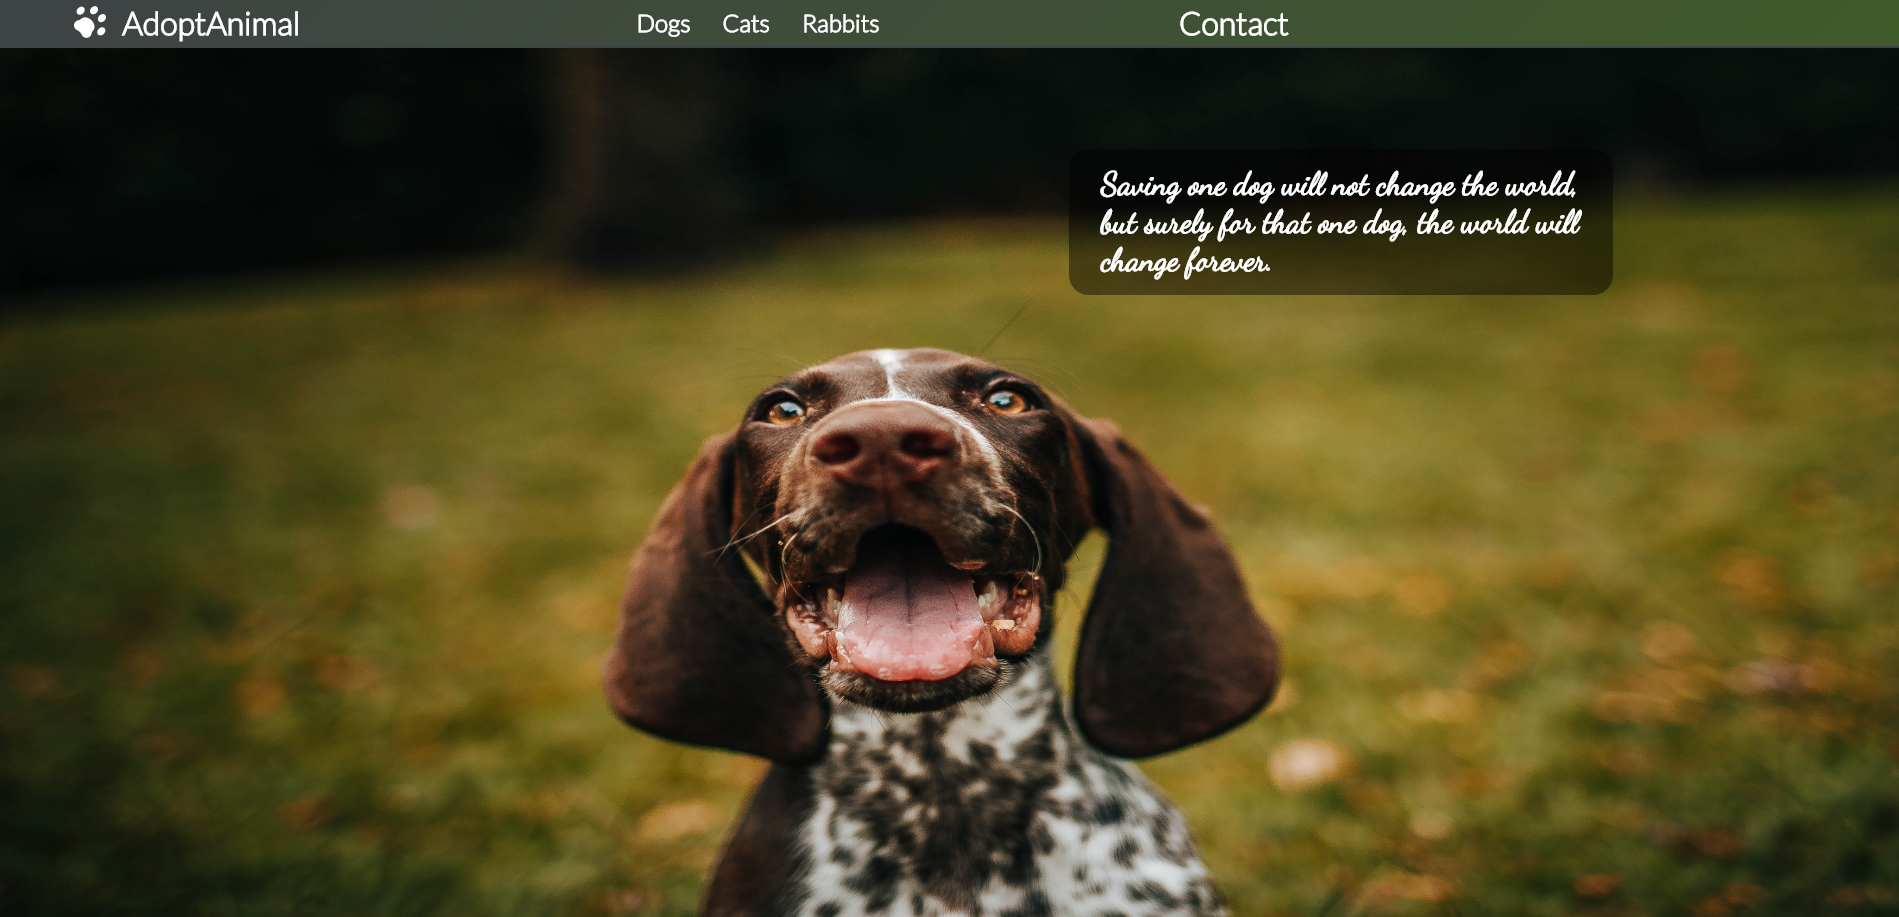 AdoptAnimal
Dogs Cats Rabbits
Contact
Saving one dog will not change the world,
but surely for that one dog, the world will
change forever.